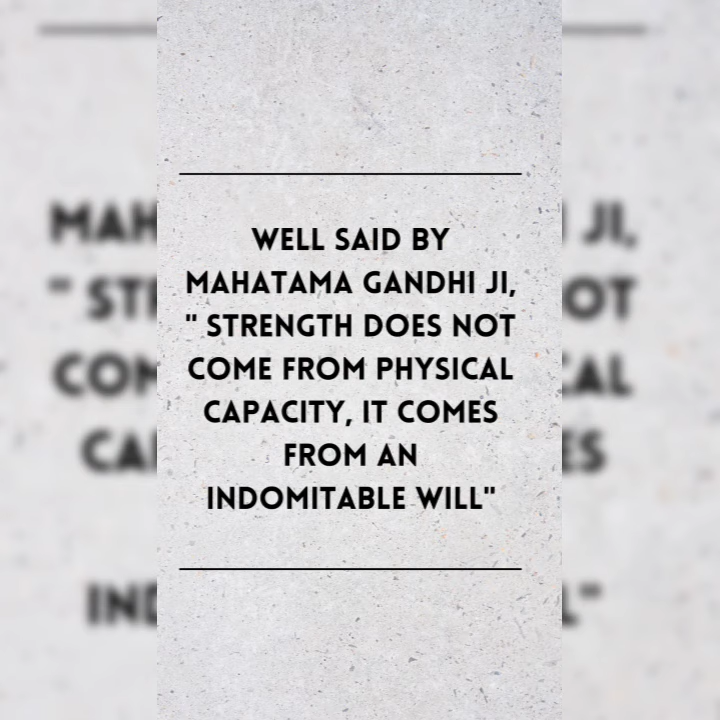 WELL SAID BY
MAHATAMA GANDHI JI,
" STRENGTH DOES NOT
COME FROM PHYSICAL
CAPACITY, IT COMES
FROM AN
INDOMITABLE WILL"